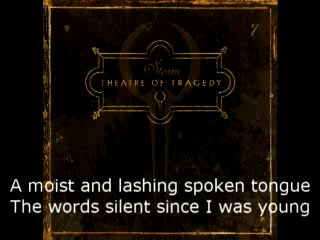 Storm
THEATRE OF TRAGEDY
A moist and lashing spoken tongue
The words silent since I was young